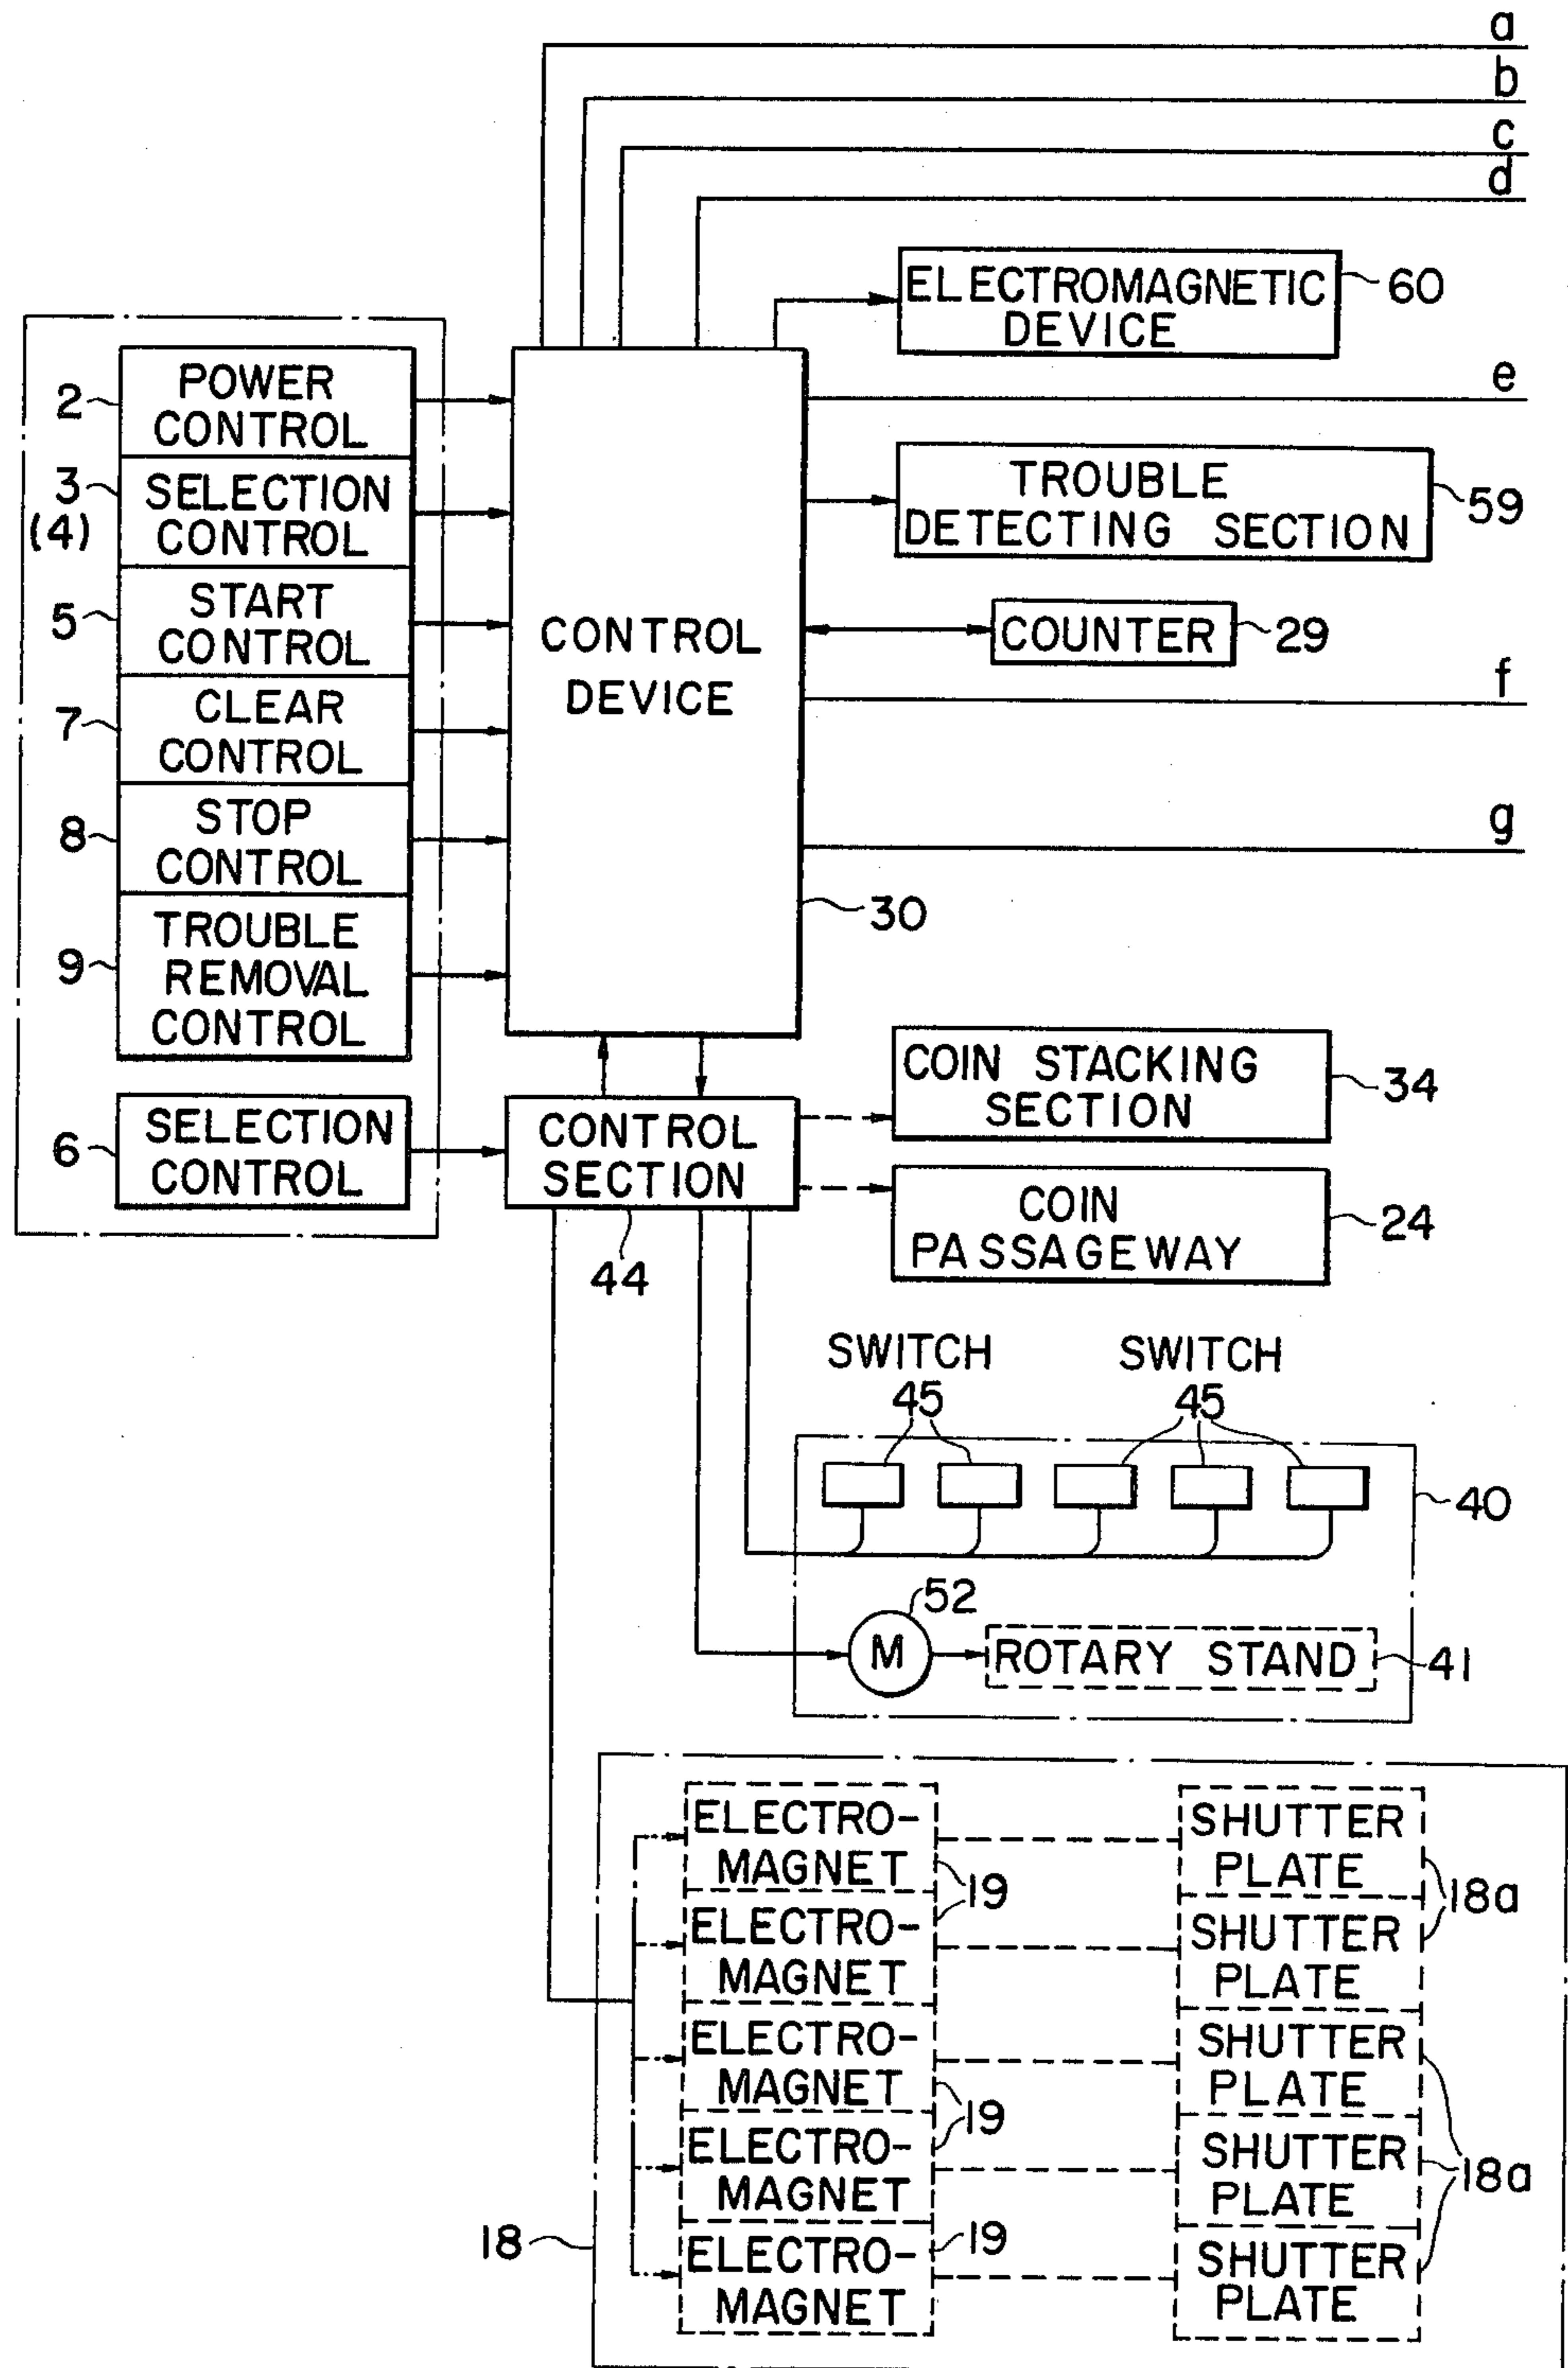 a
b
c
d
ELECTROMAGNETIC
DEVICE
60
e
2
POWER
CONTROL
3
(4)
SELECTION
CONTROL
5
START
CONTROL
7
CLEAR
CONTROL
8
STOP
CONTROL
9
TROUBLE
REMOVAL
CONTROL
6
SELECTION
CONTROL
CONTROL
DEVICE
30
TROUBLE
DETECTING SECTION
59
COUNTER
29
f
g
CONTROL
SECTION
44
COIN STACKING
SECTION
34
COIN
PASSAGEWAY
24
SWITCH
45
SWITCH
45
40
52
M
ROTARY STAND
41
18
ELECTRO-
MAGNET
19
ELECTRO-
MAGNET
ELECTRO-
MAGNET
19
ELECTRO-
MAGNET
ELECTRO-
MAGNET
19
SHUTTER
PLATE
18a
SHUTTER
PLATE
SHUTTER
PLATE
SHUTTER
PLATE
18a
SHUTTER
PLATE